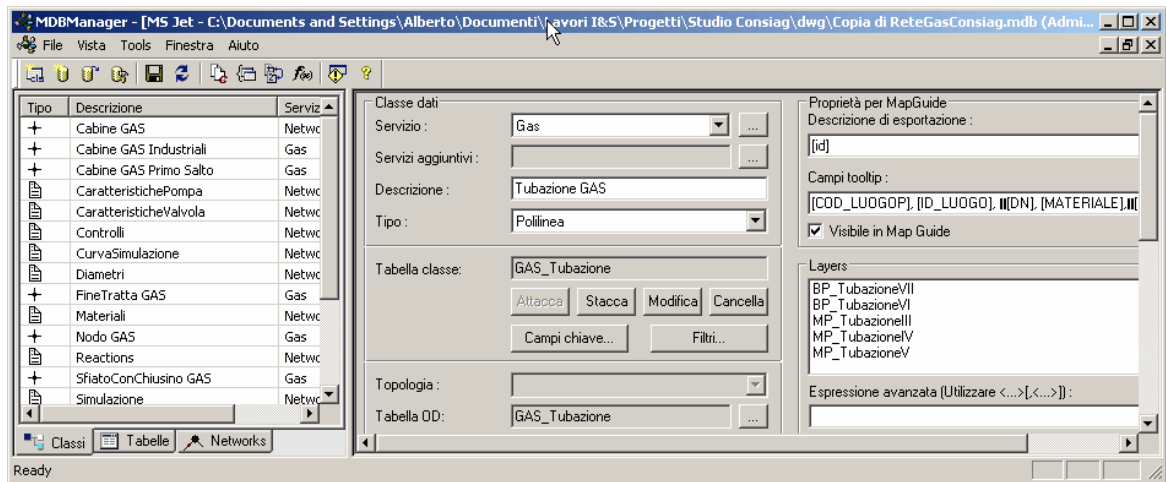 MDBManager - [MS Jet - C:\Documents and Settings\Alberto\Documenti\Lavori I&S\Progetti\Studio Consiag\dwg\Copia di ReteGasConsiag.mdb (Admi...
File Vista Tools Finestra Aiuto
Tipo Descrizione Serviz
Cabine GAS Netwo
Cabine GAS Industriali Gas
Cabine GAS Primo Salto Gas
CaratteristichePompa Netwo
CaratteristicheValvola Netwo
Controlli Netwo
CurvaSimulazione Netwo
Diametri Netwo
FineTratta GAS Gas
Materiali Netwo
Nodo GAS Gas
Reactions Netwo
SfiatoConChiusino GAS Gas
Simulazione Netwo
Classi Tabelle Networks
Classe dati
Servizio : Gas ...
Servizi aggiuntivi : ...
Descrizione : Tubazione GAS
Tipo : Polilinea
Tabella classe: GAS_Tubazione
Attacca Stacca Modifica Cancella
Campi chiave... Filtri...
Topologia :
Tabella OD: GAS_Tubazione ...
Proprietà per MapGuide
Descrizione di esportazione :
[id]
Campi tooltip :
[COD_LUOGOP], [ID_LUOGO], ||[DN], [MATERIALE],||[
Visibile in Map Guide
Layers
BP_TubazioneVII
BP_TubazioneVI
MP_TubazioneIII
MP_TubazioneIV
MP_TubazioneV
Espressione avanzata (Utilizzare <...>[,<...>]) :
Ready